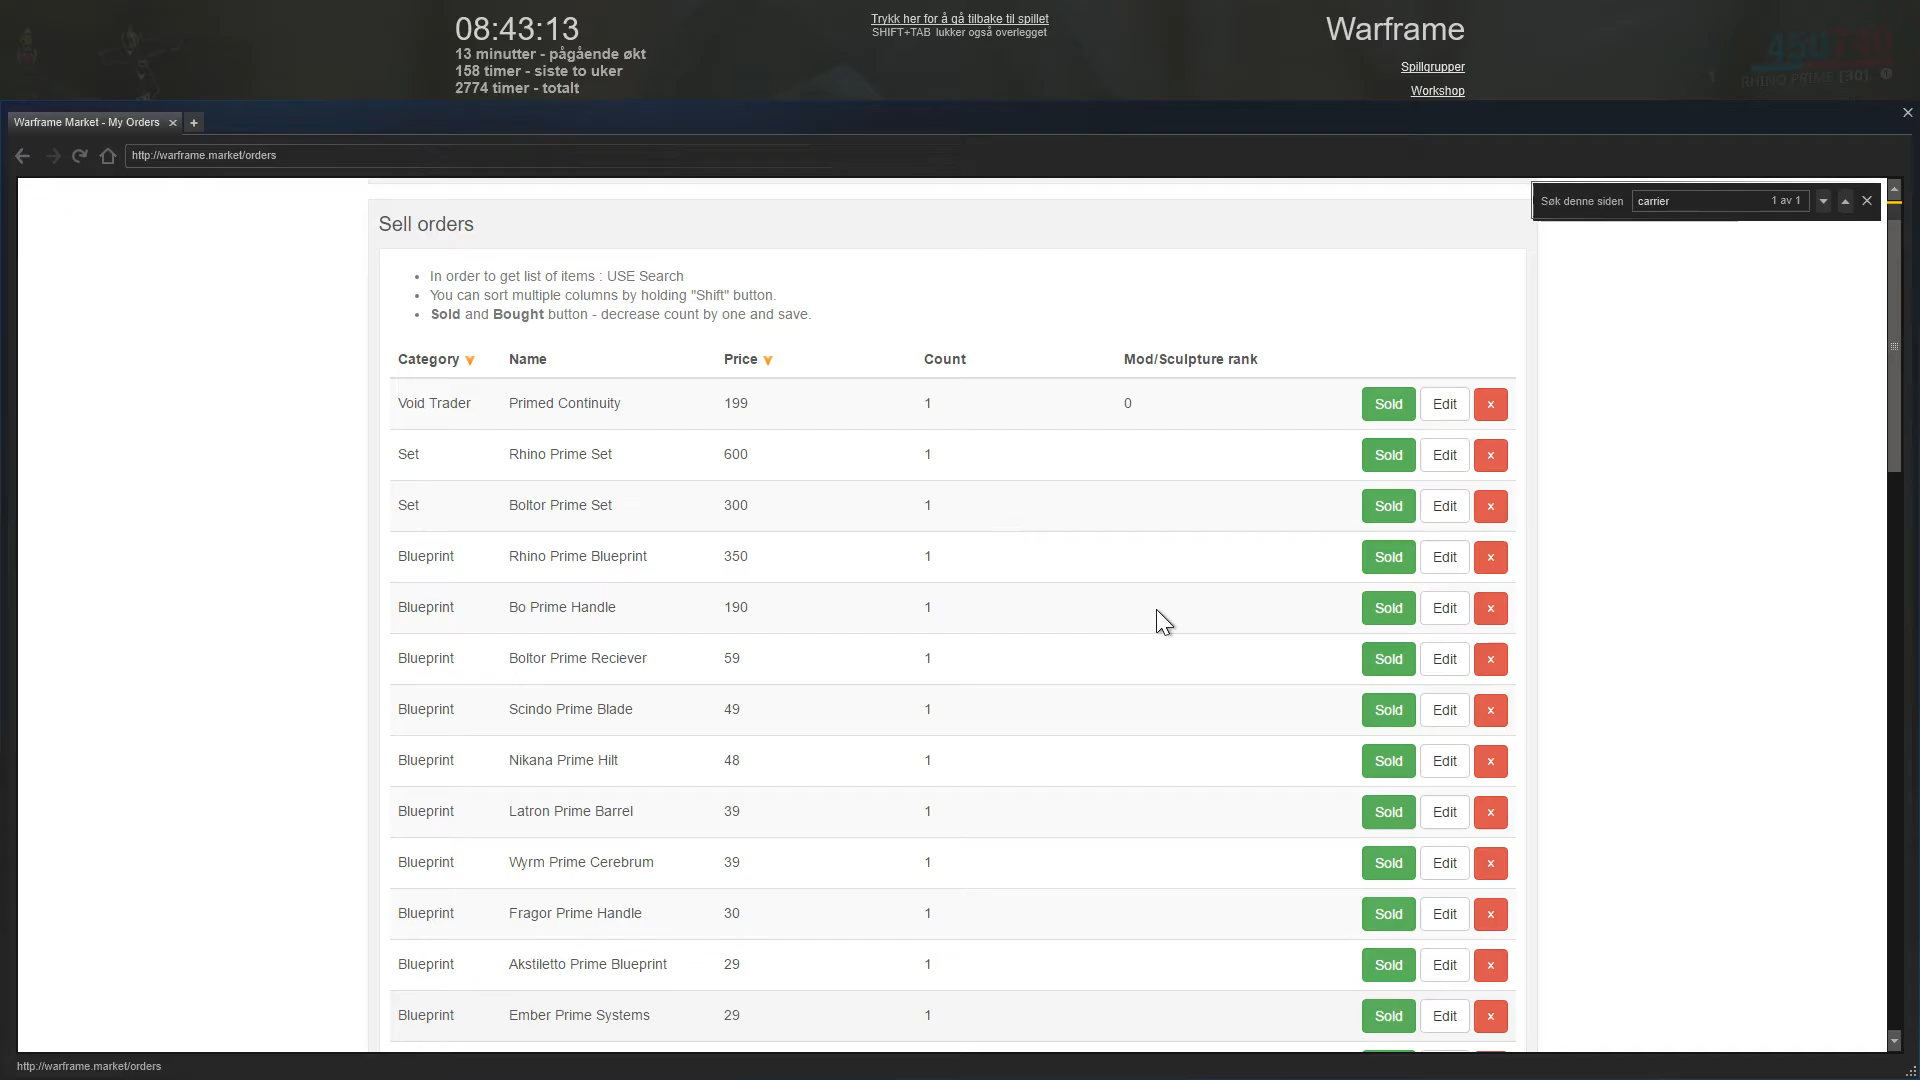 08:43:13
13 minutter - pågående økt
158 timer - siste to uker
2774 timer - totalt
Trykk her for å gå tilbake til spillet
SHIFT+TAB lukker også overlegget
Warframe
Spillgrupper
Workshop
RHINO PRIME [30]
Warframe Market - My Orders
http://warframe.market/orders
Søk denne siden carrier 1 av 1
Sell orders
• In order to get list of items : USE Search
• You can sort multiple columns by holding "Shift" button.
• Sold and Bought button - decrease count by one and save.
Category Name Price Count Mod/Sculpture rank
Void Trader Primed Continuity 199 1 0 Sold Edit x
Set Rhino Prime Set 600 1 Sold Edit x
Set Boltor Prime Set 300 1 Sold Edit x
Blueprint Rhino Prime Blueprint 350 1 Sold Edit x
Blueprint Bo Prime Handle 190 1 Sold Edit x
Blueprint Boltor Prime Reciever 59 1 Sold Edit x
Blueprint Scindo Prime Blade 49 1 Sold Edit x
Blueprint Nikana Prime Hilt 48 1 Sold Edit x
Blueprint Latron Prime Barrel 39 1 Sold Edit x
Blueprint Wyrm Prime Cerebrum 39 1 Sold Edit x
Blueprint Fragor Prime Handle 30 1 Sold Edit x
Blueprint Akstiletto Prime Blueprint 29 1 Sold Edit x
Blueprint Ember Prime Systems 29 1 Sold Edit x
http://warframe.market/orders